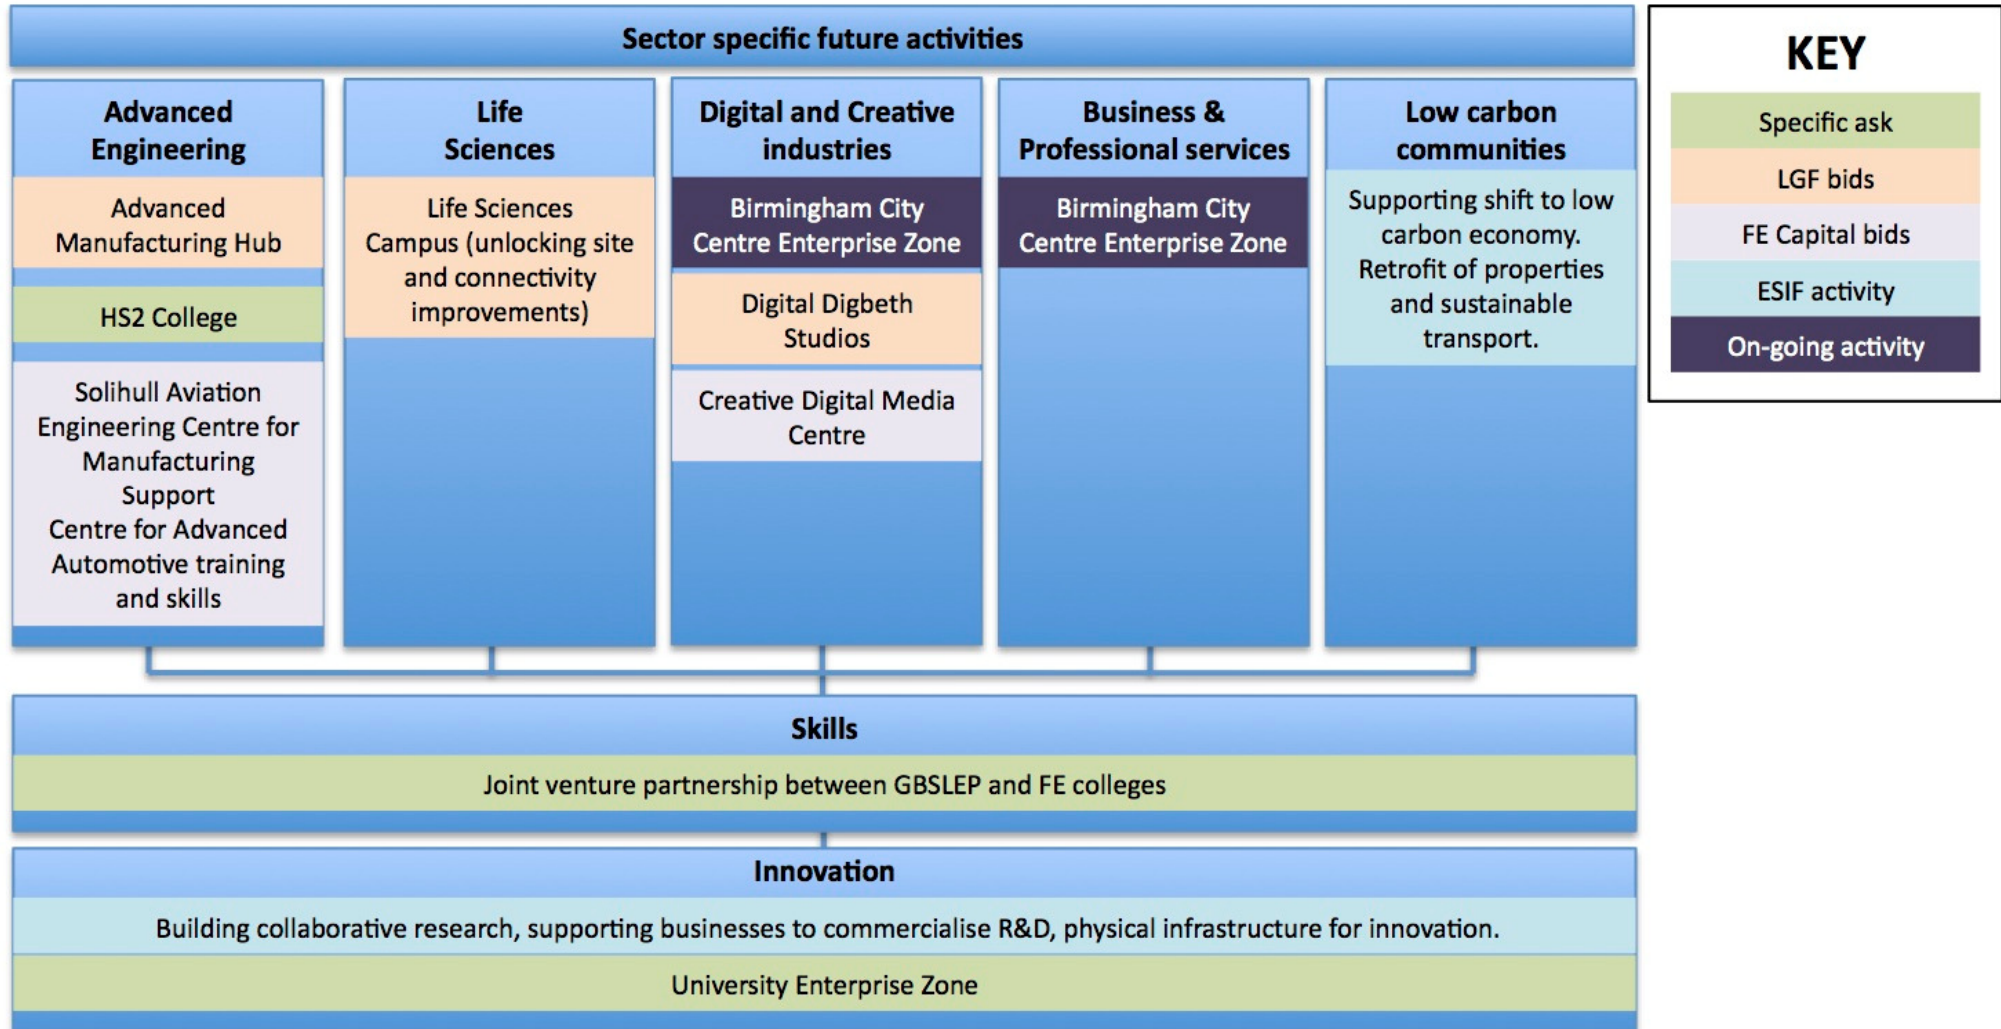 Sector specific future activities
Advanced
Engineering
Advanced
Manufacturing Hub
HS2 College
Solihull Aviation
Engineering Centre for
Manufacturing
Support
Centre for Advanced
Automotive training
and skills
Life
Sciences
Life Sciences
Campus (unlocking site
and connectivity
improvements)
Digital and Creative
industries
Birmingham City
Centre Enterprise Zone
Digital Digbeth
Studios
Creative Digital Media
Centre
Business &
Professional services
Birmingham City
Centre Enterprise Zone
Low carbon
communities
Supporting shift to low
carbon economy.
Retrofit of properties
and sustainable
transport.
Skills
Joint venture partnership between GBSLEP and FE colleges
Innovation
Building collaborative research, supporting businesses to commercialise R&D, physical infrastructure for innovation.
University Enterprise Zone
KEY
Specific ask
LGF bids
FE Capital bids
ESIF activity
On-going activity